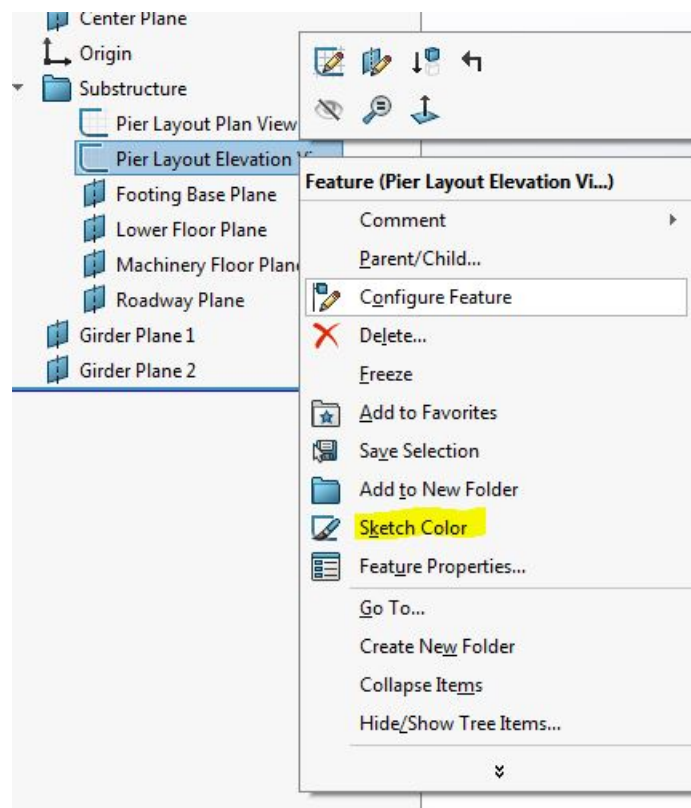 Center Plane
Origin
Substructure
Pier Layout Plan View
Pier Layout Elevation
Footing Base Plane
Lower Floor Plane
Machinery Floor Plane
Roadway Plane
Girder Plane 1
Girder Plane 2
Feature (Pier Layout Elevation Vi...)
Comment
Parent/Child...
Configure Feature
Delete...
Freeze
Add to Favorites
Save Selection
Add to New Folder
Sketch Color
Feature Properties...
Go To...
Create New Folder
Collapse Items
Hide/Show Tree Items...